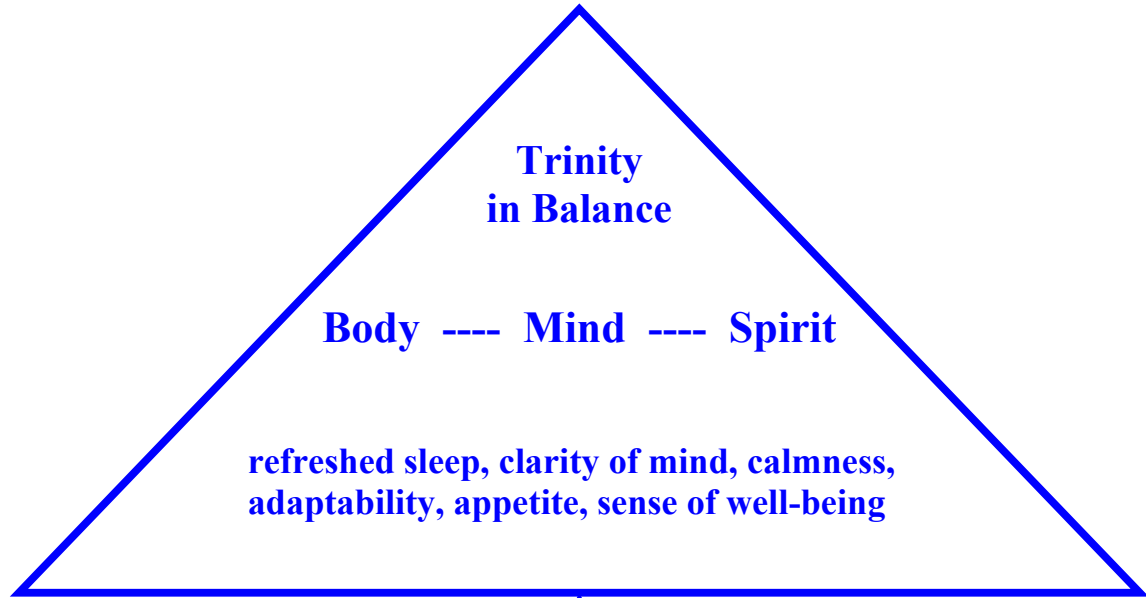 Trinity
in Balance
Body ---- Mind ---- Spirit
refreshed sleep, clarity of mind, calmness,
adaptability, appetite, sense of well-being